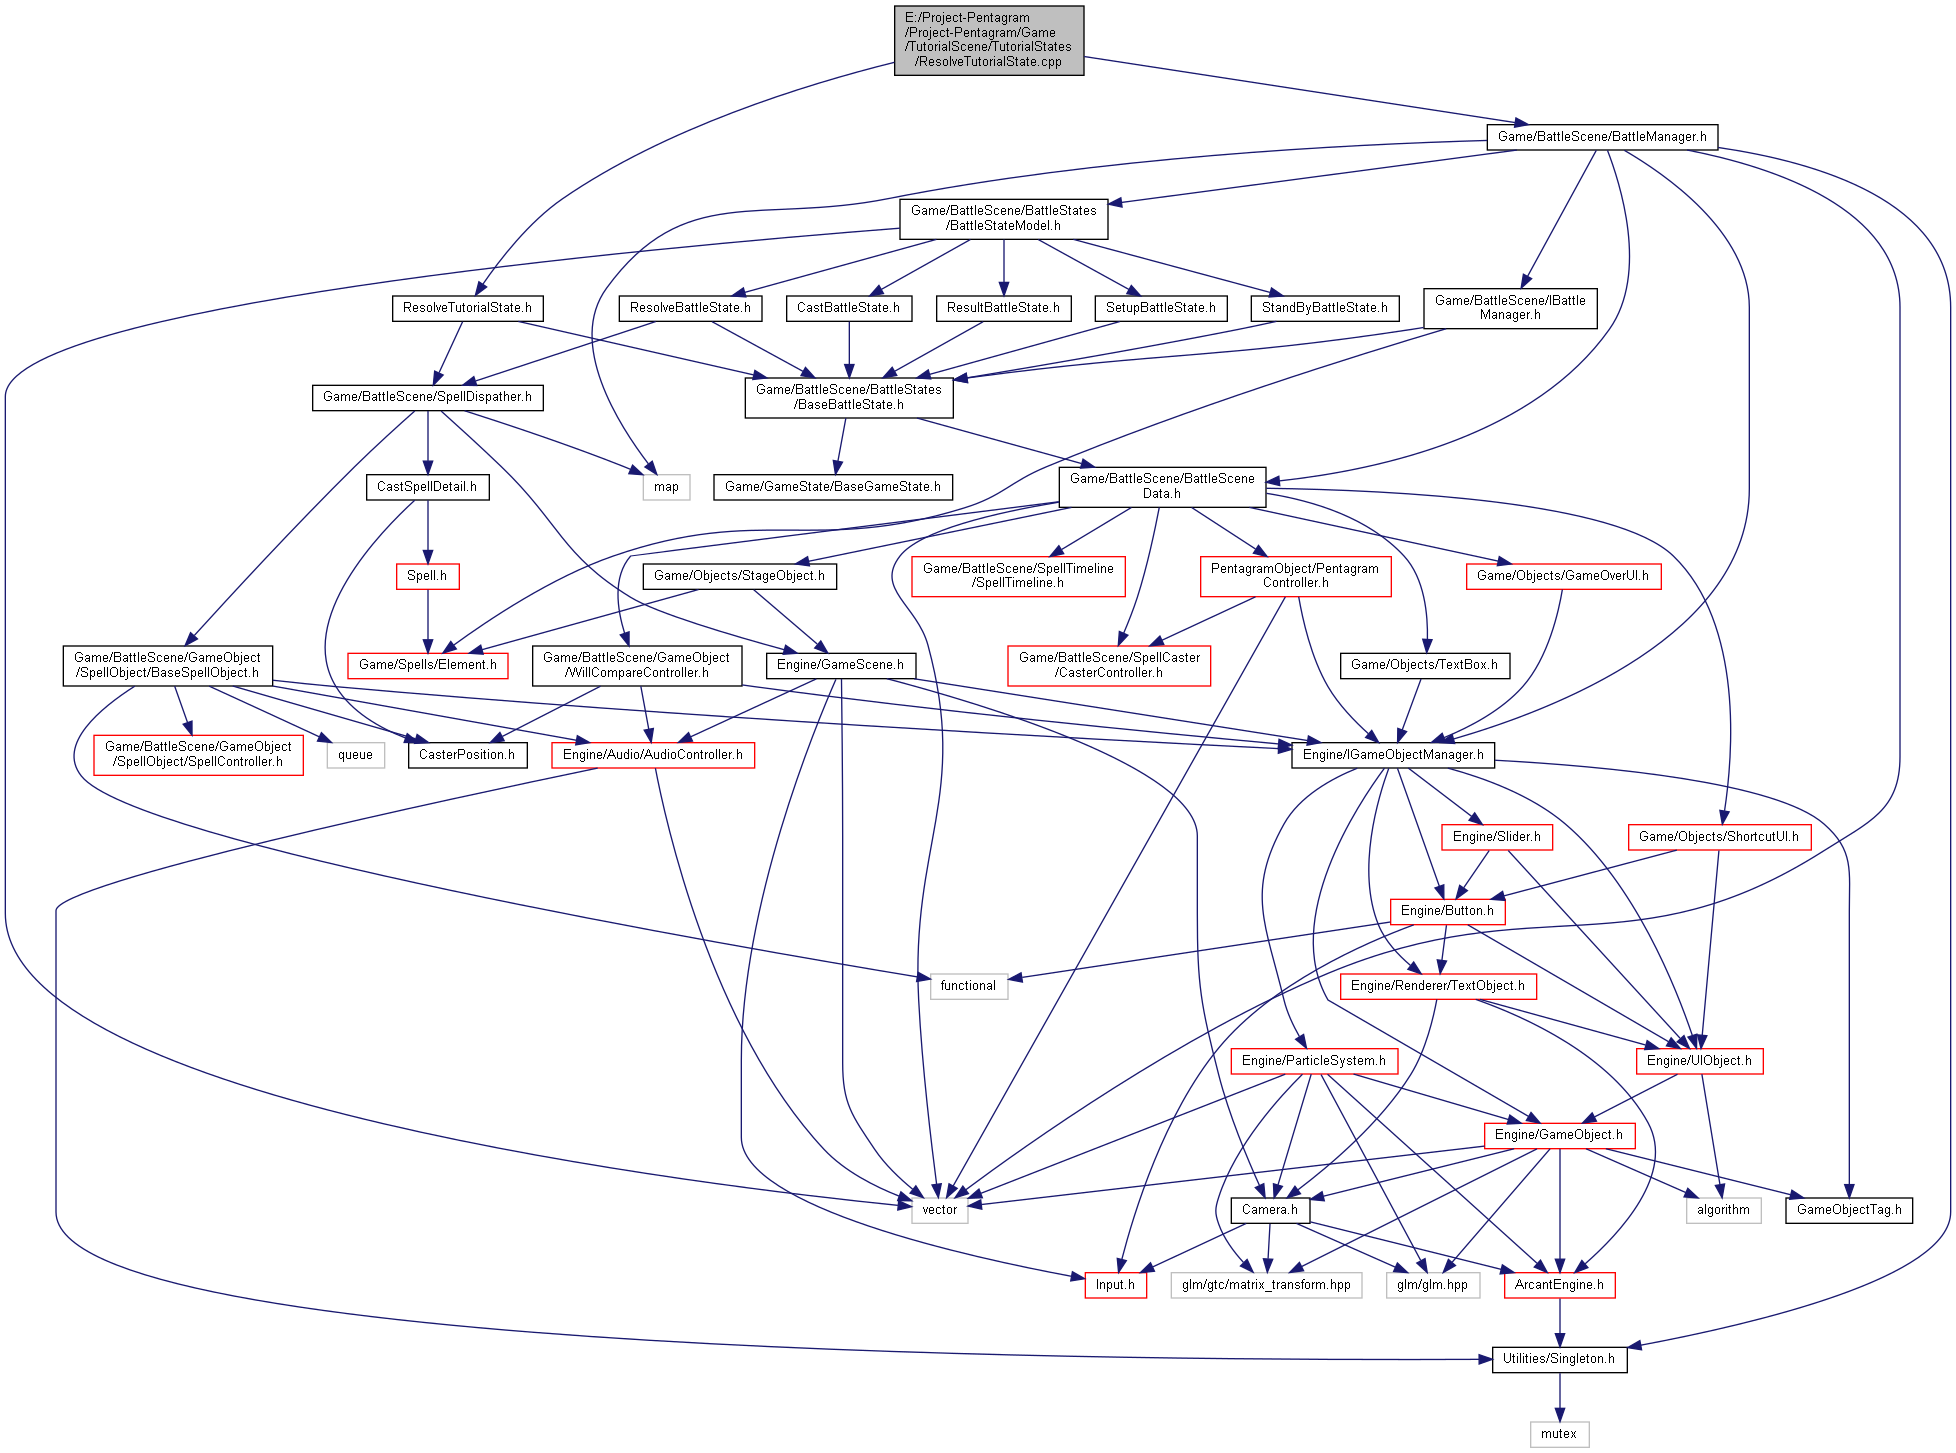 E:/Project-Pentagram
/Project-Pentagram/Game
/TutorialScene/TutorialStates
/ResolveTutorialState.cpp
Game/BattleScene/BattleManager.h
Game/BattleScene/BattleStates
/BattleStateModel.h
ResolveTutorialState.h
ResolveBattleState.h
CastBattleState.h
ResultBattleState.h
SetupBattleState.h
StandByBattleState.h
Game/BattleScene/IBattle
Manager.h
Game/BattleScene/SpellDispather.h
Game/BattleScene/BattleStates
/BaseBattleState.h
CastSpellDetail.h
map
Game/GameState/BaseGameState.h
Game/BattleScene/BattleScene
Data.h
Spell.h
Game/Objects/StageObject.h
Game/BattleScene/SpellTimeline
/SpellTimeline.h
PentagramObject/Pentagram
Controller.h
Game/Objects/GameOverUI.h
Game/BattleScene/GameObject
/SpellObject/BaseSpellObject.h
Game/Spells/Element.h
Game/BattleScene/GameObject
/WillCompareController.h
Engine/GameScene.h
Game/BattleScene/SpellCaster
/CasterController.h
Game/Objects/TextBox.h
Game/BattleScene/GameObject
/SpellObject/SpellController.h
queue
CasterPosition.h
Engine/Audio/AudioController.h
Engine/IGameObjectManager.h
Engine/Slider.h
Game/Objects/ShortcutUI.h
Engine/Button.h
functional
Engine/Renderer/TextObject.h
Engine/ParticleSystem.h
Engine/UIObject.h
Engine/GameObject.h
vector
Camera.h
algorithm
GameObjectTag.h
Input.h
glm/gtc/matrix_transform.hpp
glm/glm.hpp
ArcantEngine.h
Utilities/Singleton.h
mutex